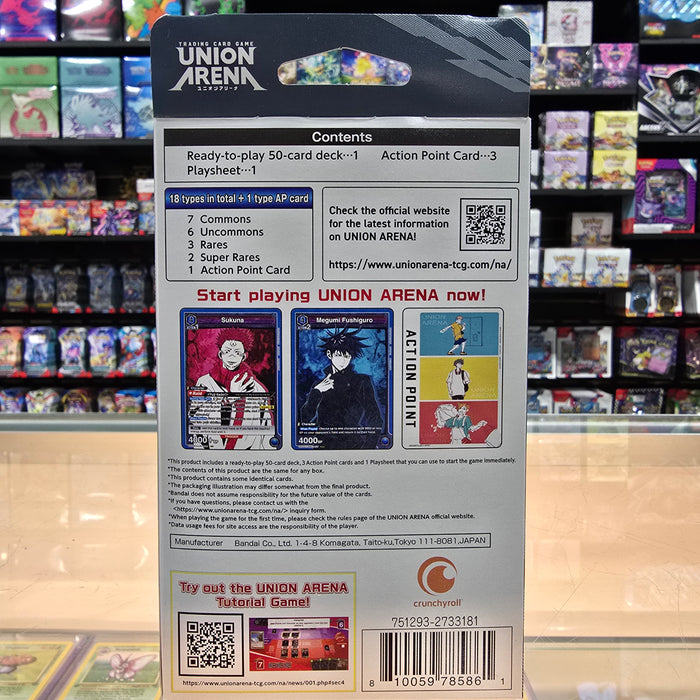 TRADING CARD GAME
UNION
ARENA
ユニオンアリーナ
Contents
Ready-to-play 50-card deck…1 Action Point Card…3
Playsheet…1
18 types in total + 1 type AP card
7 Commons
6 Uncommons
3 Rares
2 Super Rares
1 Action Point Card
Check the official website
for the latest information
on UNION ARENA!
https://www.unionarena-tcg.com/na/
Start playing UNION ARENA now!
Sukuna
Raid
4000
Megumi Fushiguro
4000
UNION
ARENA
ACTION POINT
*This product includes a ready-to-play 50-card deck, 3 Action Point cards and 1 Playsheet that you can use to start the game immediately.
*The contents of this product are the same for any box.
*This product contains some identical cards.
*The packaging illustration may differ somewhat from the final product.
*Bandai does not assume responsibility for the future value of the cards.
*If you have questions, please contact us with the
<https://www.unionarena-tcg.com/na/> inquiry form.
*When playing the game for the first time, please check the rules page of the UNION ARENA official website.
*Data usage fees for site access are the responsibility of the player.
Manufacturer Bandai Co., Ltd. 1-4-8 Komagata, Taito-ku,Tokyo 111-8081,JAPAN
Try out the UNION ARENA
Tutorial Game!
6
7
www.unionarena-tcg.com/na/news/001.php#sec4
crunchyroll
751293-2733181
8 10059 78586 1